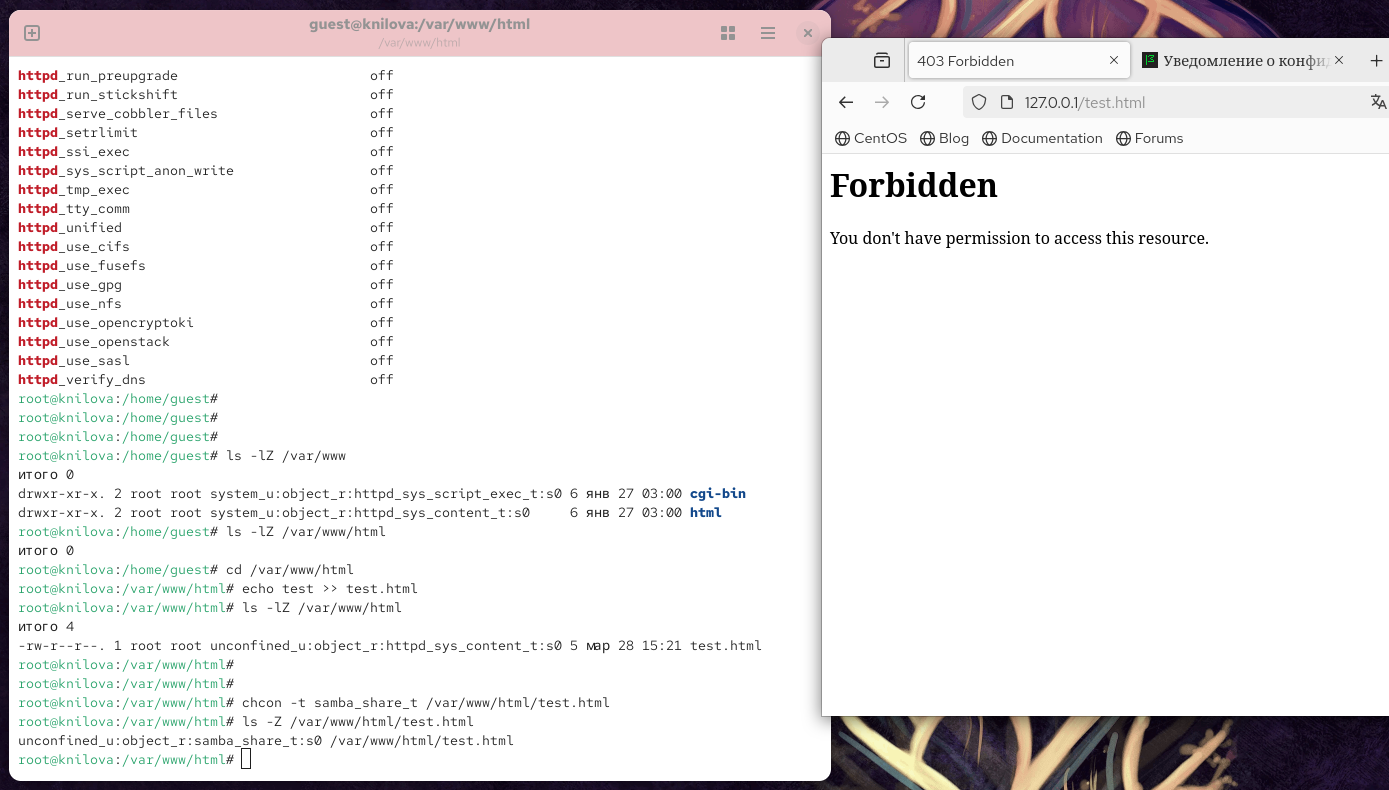 guest@knilova:/var/www/html
/var/www/html
httpd_run_preupgrade off
httpd_run_stickshift off
httpd_serve_cobbler_files off
httpd_setrlimit off
httpd_ssi_exec off
httpd_sys_script_anon_write off
httpd_tmp_exec off
httpd_tty_comm off
httpd_unified off
httpd_use_cifs off
httpd_use_fusefs off
httpd_use_gpg off
httpd_use_nfs off
httpd_use_opencryptoki off
httpd_use_openstack off
httpd_use_sasl off
httpd_verify_dns off
root@knilova:/home/guest#
root@knilova:/home/guest#
root@knilova:/home/guest#
root@knilova:/home/guest# ls -lZ /var/www
итого 0
drwxr-xr-x. 2 root root system_u:object_r:httpd_sys_script_exec_t:s0 6 янв 27 03:00 cgi-bin
drwxr-xr-x. 2 root root system_u:object_r:httpd_sys_content_t:s0 6 янв 27 03:00 html
root@knilova:/home/guest# ls -lZ /var/www/html
итого 0
root@knilova:/home/guest# cd /var/www/html
root@knilova:/var/www/html# echo test >> test.html
root@knilova:/var/www/html# ls -lZ /var/www/html
итого 4
-rw-r--r--. 1 root root unconfined_u:object_r:httpd_sys_content_t:s0 5 мар 28 15:21 test.html
root@knilova:/var/www/html#
root@knilova:/var/www/html#
root@knilova:/var/www/html# chcon -t samba_share_t /var/www/html/test.html
root@knilova:/var/www/html# ls -Z /var/www/html/test.html
unconfined_u:object_r:samba_share_t:s0 /var/www/html/test.html
root@knilova:/var/www/html#
403 Forbidden
Уведомление о конфи
127.0.0.1/test.html
CentOS Blog Documentation Forums
Forbidden
You don't have permission to access this resource.